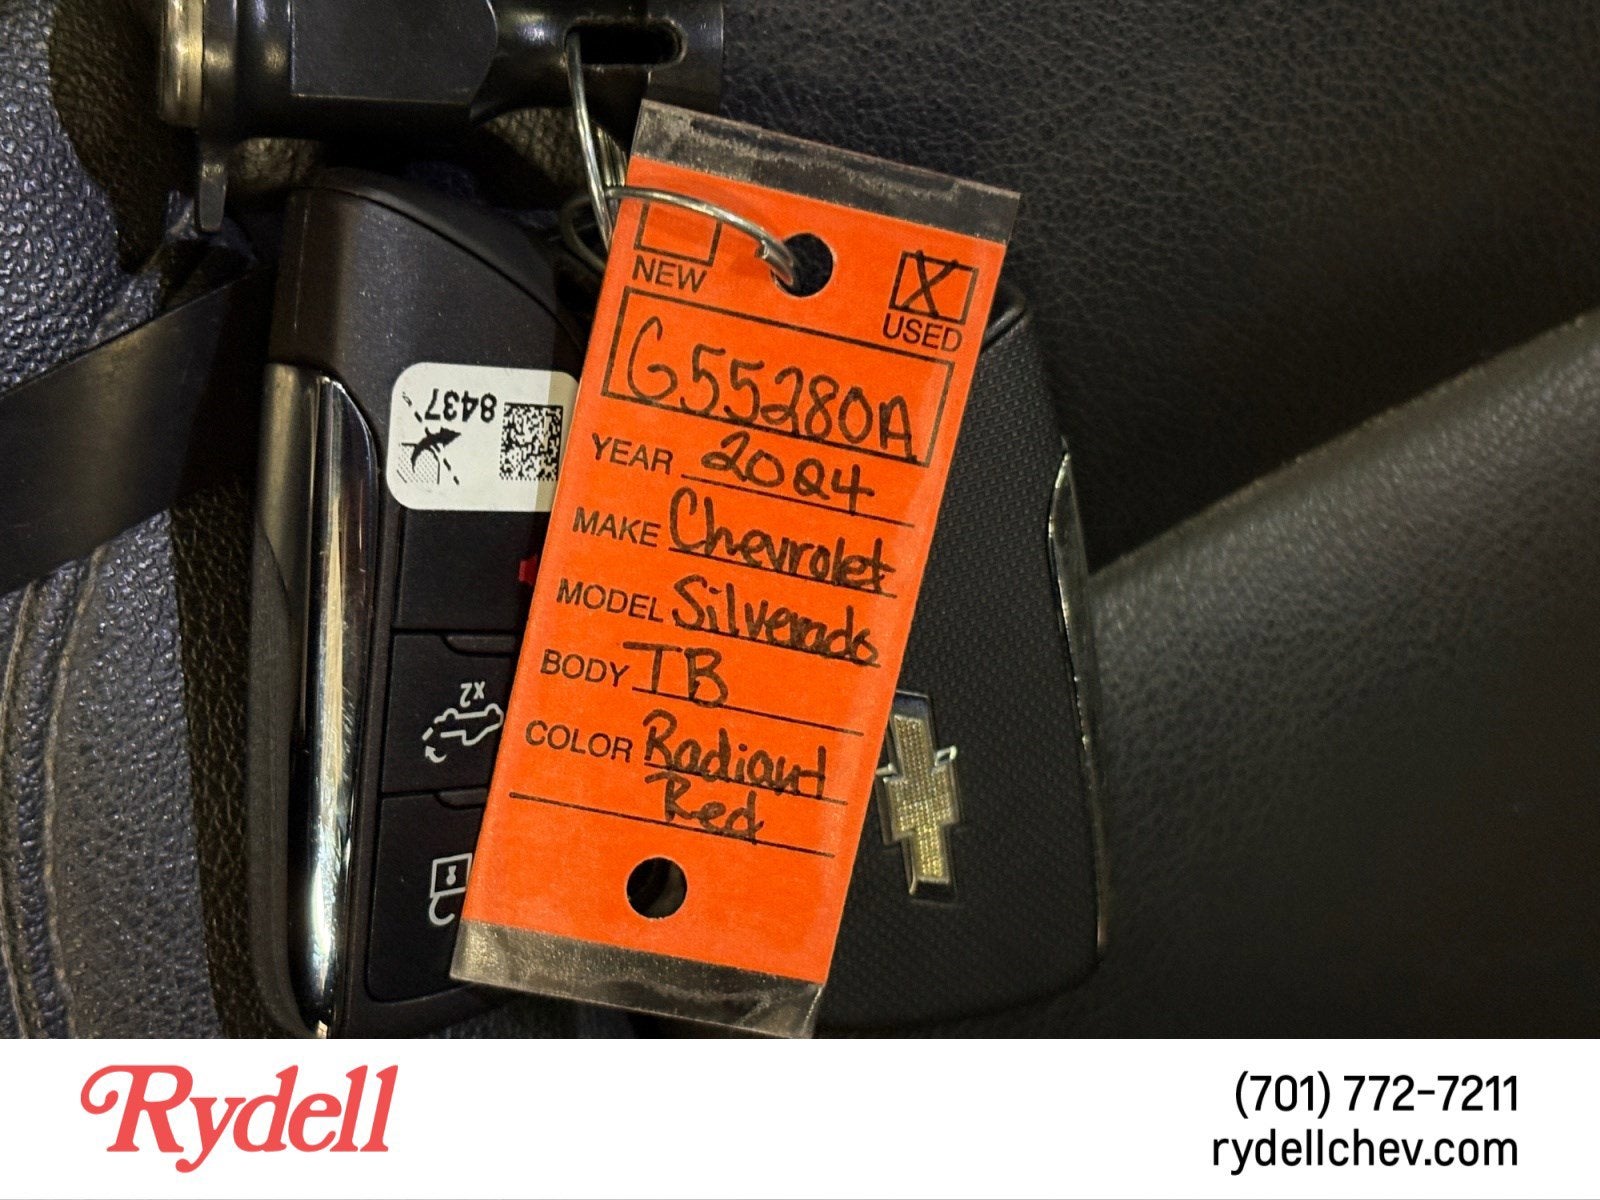 NEW
USED
G55280A
YEAR 2024
MAKE Chevrolet
MODEL Silverado
BODY TB
COLOR Radiant
Red
8437
x2
Rydell
(701) 772-7211
rydellchev.com